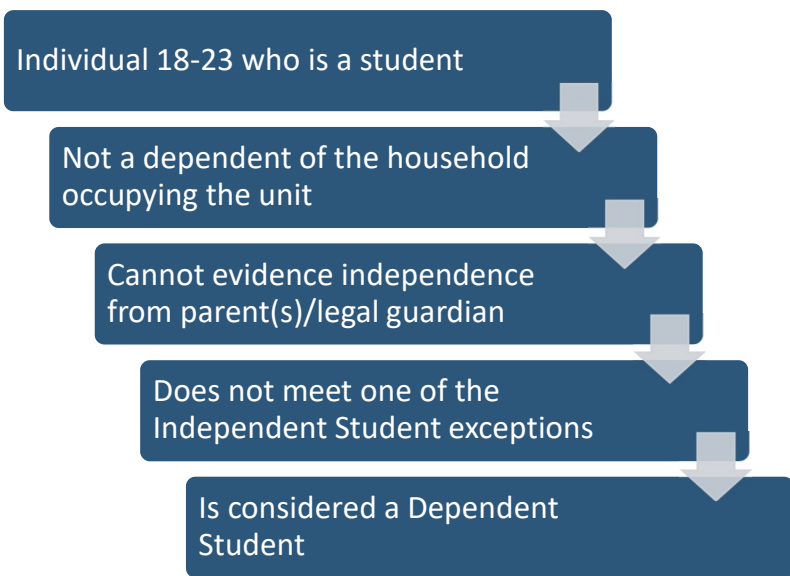 Individual 18-23 who is a student
Not a dependent of the household
occupying the unit
Cannot evidence independence
from parent(s)/legal guardian
Does not meet one of the
Independent Student exceptions
Is considered a Dependent
Student